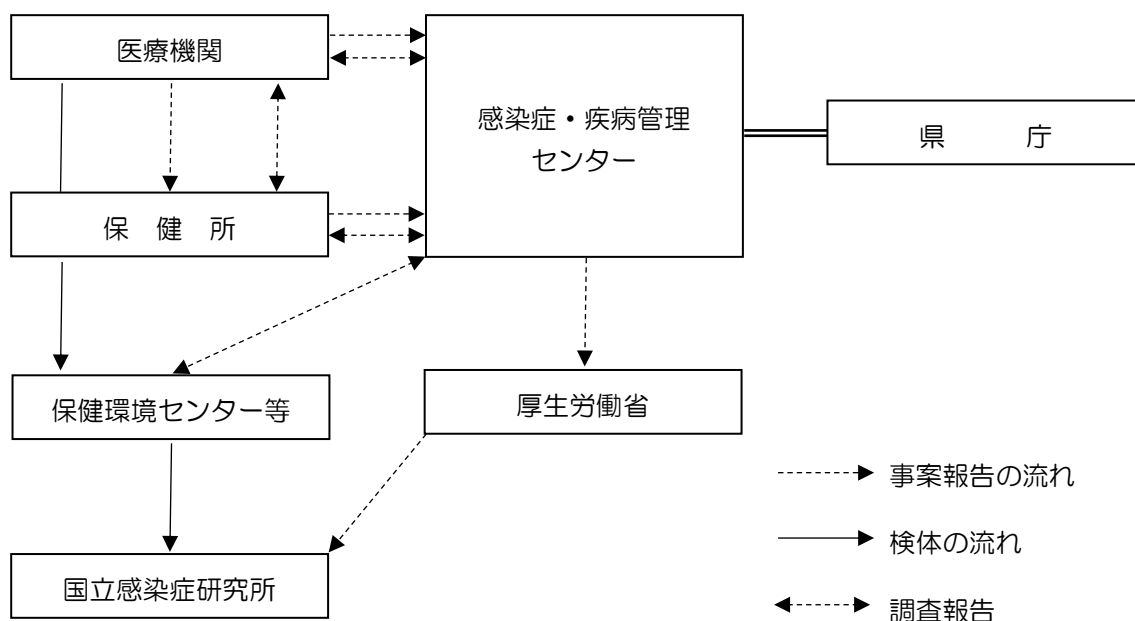 医療機関
感染症・疾病管理
センター
県　　庁
保　健　所
保健環境センター等
厚生労働省
国立感染症研究所
事案報告の流れ
検体の流れ
調査報告